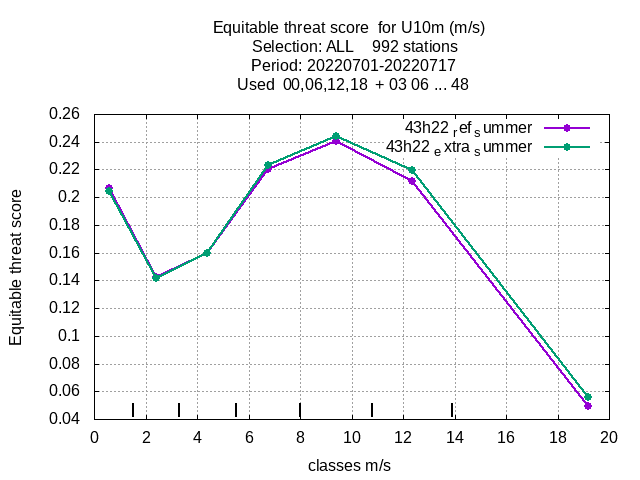 Equitable threat score  for U10m (m/s)
Selection: ALL    992 stations
Period: 20220701-20220717
Used  00,06,12,18  + 03 06 ... 48
43h22 ref summer
43h22 extra summer
0.26
0.24
0.22
0.2
0.18
0.16
0.14
0.12
0.1
0.08
0.06
0.04
Equitable threat score
0 2 4 6 8 10 12 14 16 18 20
classes m/s